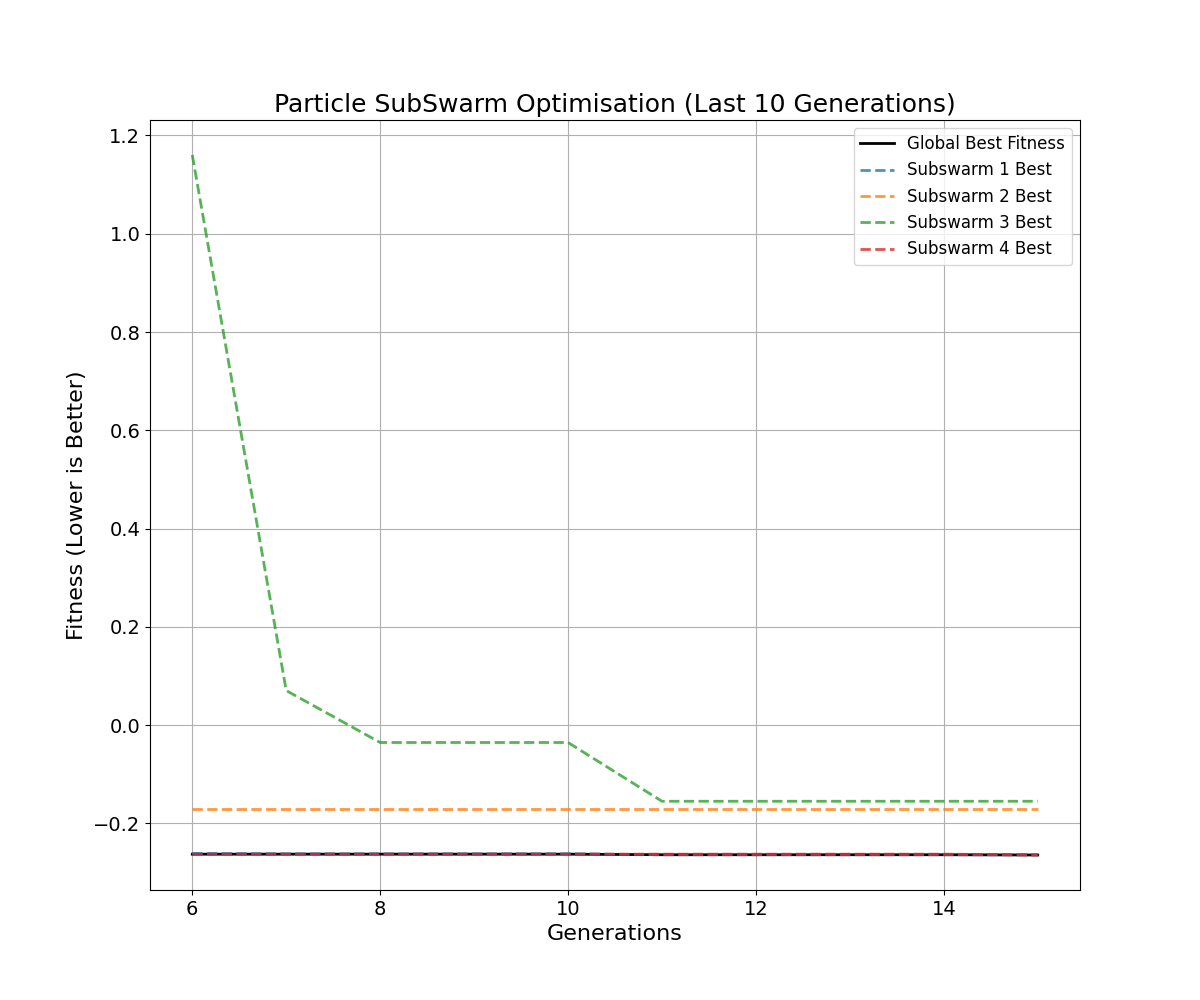 Particle SubSwarm Optimisation (Last 10 Generations)
Global Best Fitness
Subswarm 1 Best
Subswarm 2 Best
Subswarm 3 Best
Subswarm 4 Best
Fitness (Lower is Better)
1.2
1.0
0.8
0.6
0.4
0.2
0.0
−0.2
6 8 10 12 14
Generations